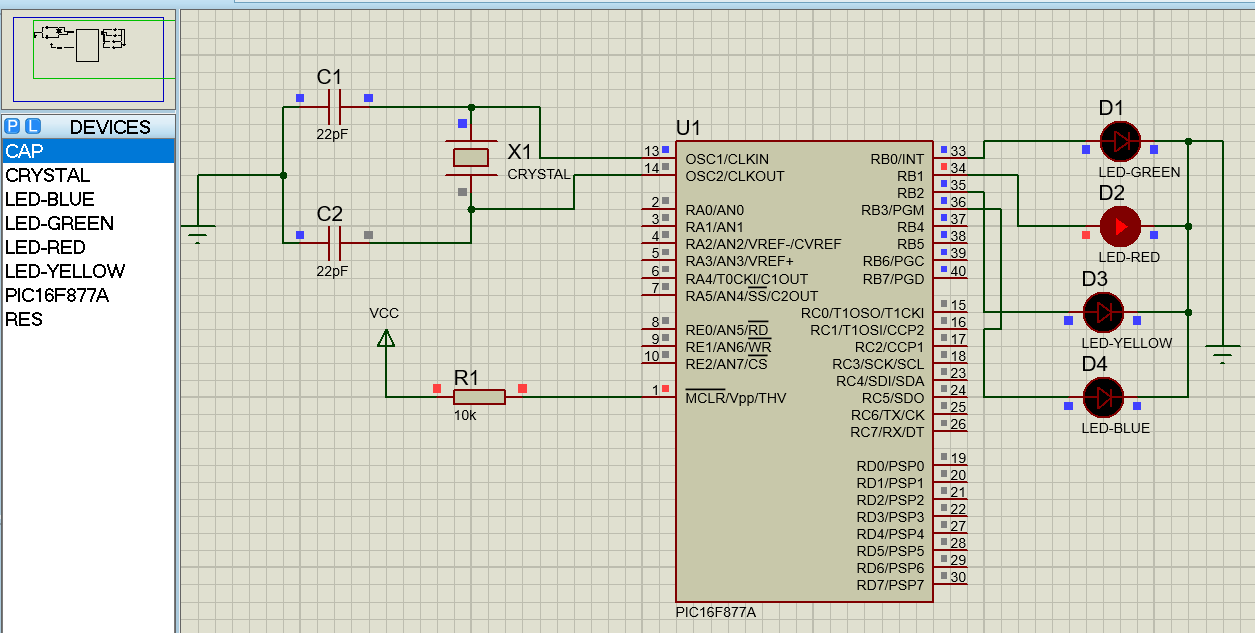 P L DEVICES
CAP
CRYSTAL
LED-BLUE
LED-GREEN
LED-RED
LED-YELLOW
PIC16F877A
RES
C1
22pF
X1
CRYSTAL
C2
22pF
VCC
R1
10k
U1
13 OSC1/CLKIN
14 OSC2/CLKOUT
2 RA0/AN0
3 RA1/AN1
4 RA2/AN2/VREF-/CVREF
5 RA3/AN3/VREF+
6 RA4/T0CKI/C1OUT
7 RA5/AN4/SS/C2OUT
8 RE0/AN5/RD
9 RE1/AN6/WR
10 RE2/AN7/CS
1 MCLR/Vpp/THV
RB0/INT 33
RB1 34
RB2 35
RB3/PGM 36
RB4 37
RB5 38
RB6/PGC 39
RB7/PGD 40
RC0/T1OSO/T1CKI 15
RC1/T1OSI/CCP2 16
RC2/CCP1 17
RC3/SCK/SCL 18
RC4/SDI/SDA 23
RC5/SDO 24
RC6/TX/CK 25
RC7/RX/DT 26
RD0/PSP0 19
RD1/PSP1 20
RD2/PSP2 21
RD3/PSP3 22
RD4/PSP4 27
RD5/PSP5 28
RD6/PSP6 29
RD7/PSP7 30
PIC16F877A
D1
LED-GREEN
D2
LED-RED
D3
LED-YELLOW
D4
LED-BLUE